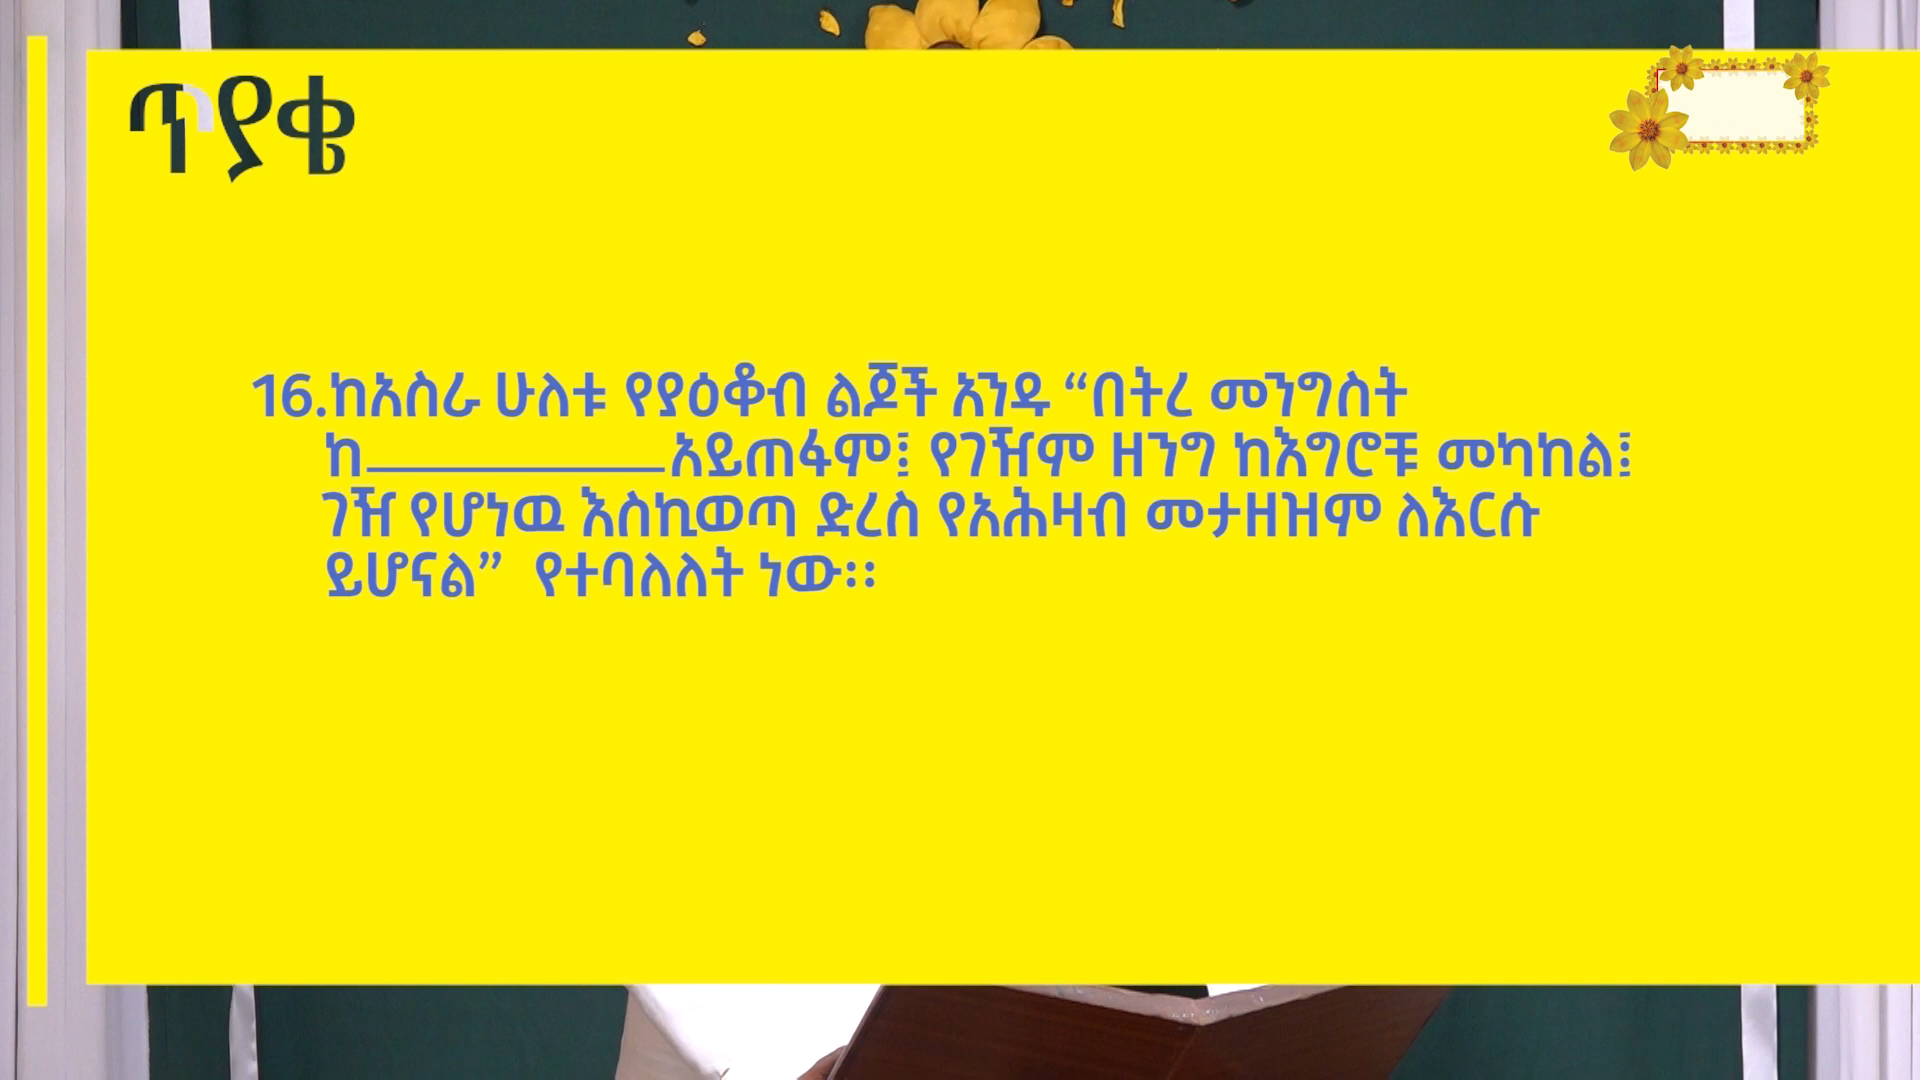 ጥያቄ
16.ከአስራ ሁለቱ የያዕቆብ ልጆች አንዱ “በትረ መንግስት
ከ__________አይጠፋም፤ የገዥም ዘንግ ከእግሮቹ መካከል፤
ገዥ የሆነዉ እስኪወጣ ድረስ የአሕዛብ መታዘዝም ለእርሱ
ይሆናል” የተባለለት ነው፡፡